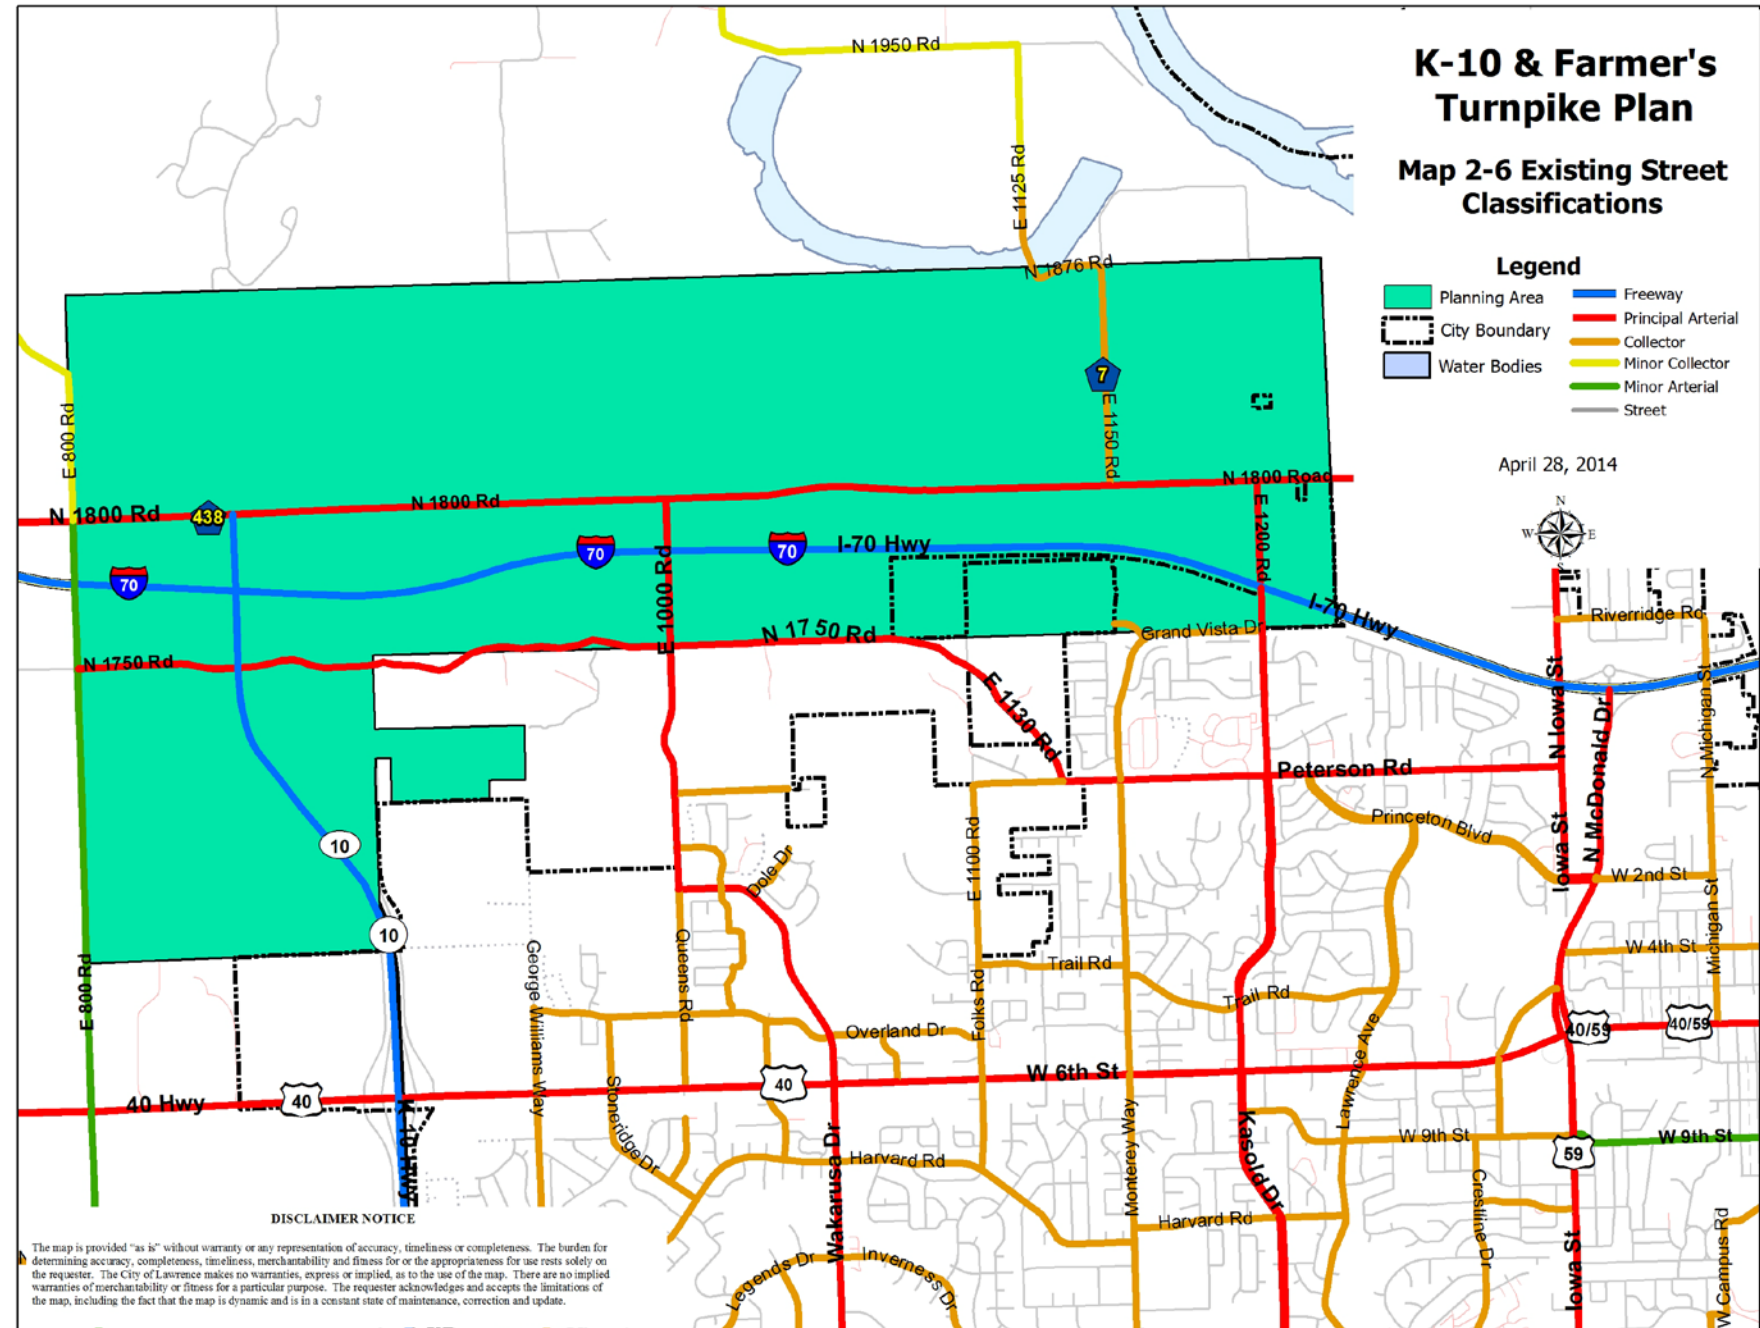 K-10 & Farmer's
Turnpike Plan
Map 2-6 Existing Street
Classifications
Legend
Planning Area
City Boundary
Water Bodies
Freeway
Principal Arterial
Collector
Minor Collector
Minor Arterial
Street
April 28, 2014
N
W
E
S
N 1950 Rd
E 1125 Rd
N 1876 Rd
7
E 1150 Rd
E 800 Rd
N 1800 Rd
438
N 1800 Rd
N 1800 Road
E 1200 Rd
70
70
70
I-70 Hwy
I-70 Hwy
E 1000 Rd
N 1750 Rd
N 1750 Rd
Grand Vista Dr
E 1130 Rd
Riverridge Rd
N Iowa St
N McDonald Dr
N Michigan St
Peterson Rd
Princeton Blvd
10
10
Dole Dr
E 1100 Rd
Iowa St
W 2nd St
Michigan St
W 4th St
E 800 Rd
George Williams Way
Queens Rd
Folks Rd
Trail Rd
Trail Rd
Overland Dr
Lawrence Ave
40/59
40/59
40 Hwy
40
40
W 6th St
K-10 Hwy
Stoneridge Dr
Wakarusa Dr
Harvard Rd
Monterey Way
Kasold Dr
W 9th St
W 9th St
59
Crestline Dr
Harvard Rd
Iowa St
W Campus Rd
Legends Dr
Inverness Dr
DISCLAIMER NOTICE
The map is provided "as is" without warranty or any representation of accuracy, timeliness or completeness. The burden for
determining accuracy, completeness, timeliness, merchantability and fitness for or the appropriateness for use rests solely on
the requester. The City of Lawrence makes no warranties, express or implied, as to the use of the map. There are no implied
warranties of merchantability or fitness for a particular purpose. The requester acknowledges and accepts the limitations of
the map, including the fact that the map is dynamic and is in a constant state of maintenance, correction and update.